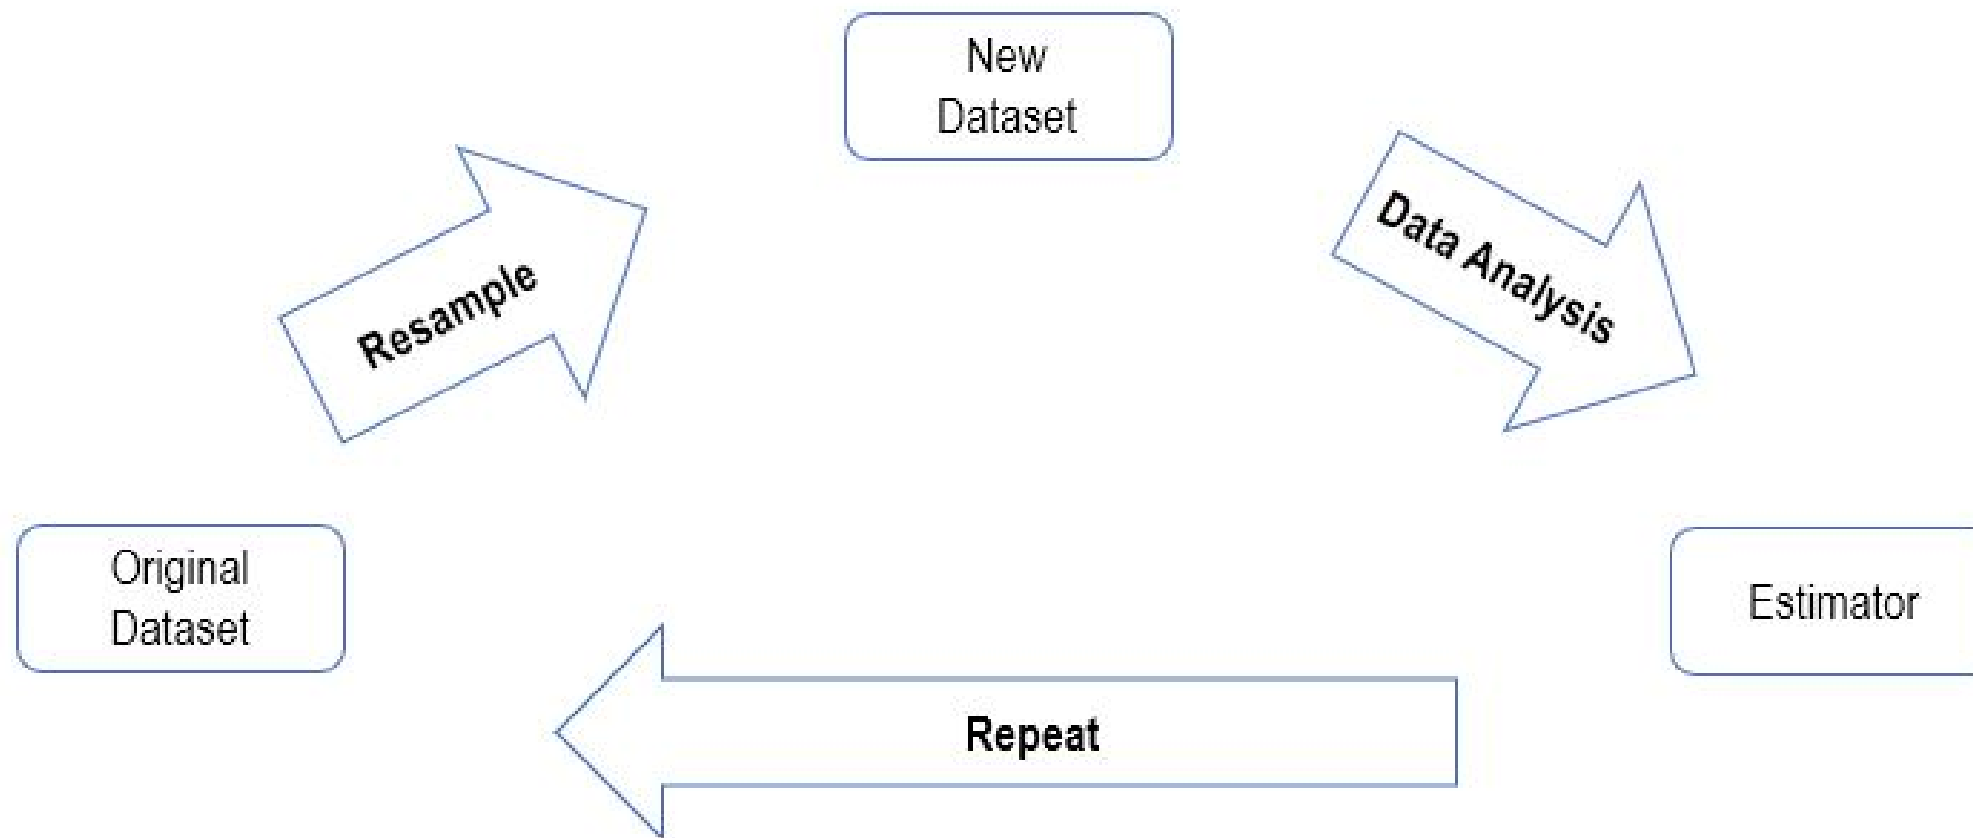 New
Dataset
Data Analysis
Resample
Original
Dataset
Estimator
Repeat